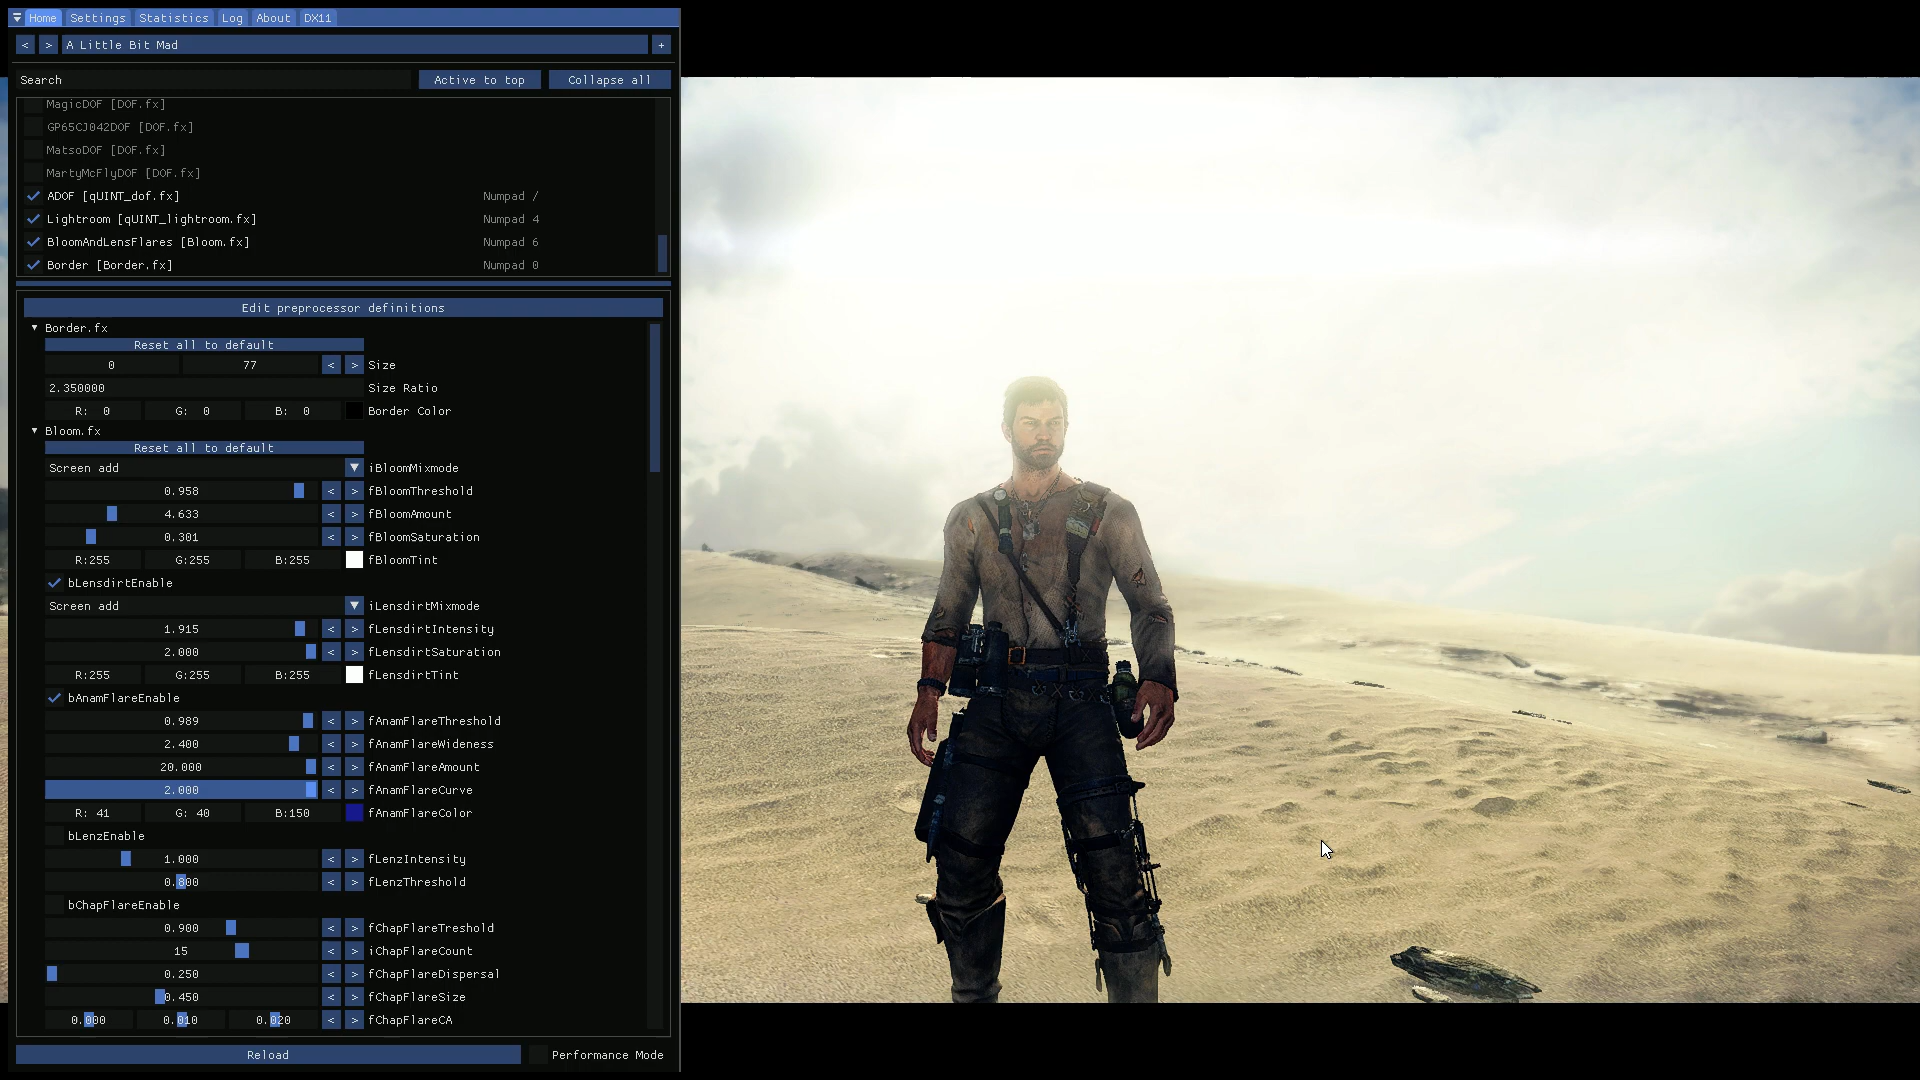 Home Settings Statistics Log About DX11
< > A Little Bit Mad +
Search Active to top Collapse all
MagicDOF [DOF.fx]
GP65CJ042DOF [DOF.fx]
MatsoDOF [DOF.fx]
MartyMcFlyDOF [DOF.fx]
ADOF [qUINT_dof.fx] Numpad /
Lightroom [qUINT_lightroom.fx] Numpad 4
BloomAndLensFlares [Bloom.fx] Numpad 6
Border [Border.fx] Numpad 0
Edit preprocessor definitions
Border.fx
Reset all to default
0 77 < > Size
2.350000 Size Ratio
R: 0 G: 0 B: 0 Border Color
Bloom.fx
Reset all to default
Screen add iBloomMixmode
0.958 < > fBloomThreshold
4.633 < > fBloomAmount
0.301 < > fBloomSaturation
R:255 G:255 B:255 fBloomTint
bLensdirtEnable
Screen add iLensdirtMixmode
1.915 < > fLensdirtIntensity
2.000 < > fLensdirtSaturation
R:255 G:255 B:255 fLensdirtTint
bAnamFlareEnable
0.989 < > fAnamFlareThreshold
2.400 < > fAnamFlareWideness
20.000 < > fAnamFlareAmount
2.000 < > fAnamFlareCurve
R: 41 G: 40 B:150 fAnamFlareColor
bLenzEnable
1.000 < > fLenzIntensity
0.800 < > fLenzThreshold
bChapFlareEnable
0.900 < > fChapFlareTreshold
15 < > iChapFlareCount
0.250 < > fChapFlareDispersal
0.450 < > fChapFlareSize
0.000 0.010 0.020 < > fChapFlareCA
Reload Performance Mode